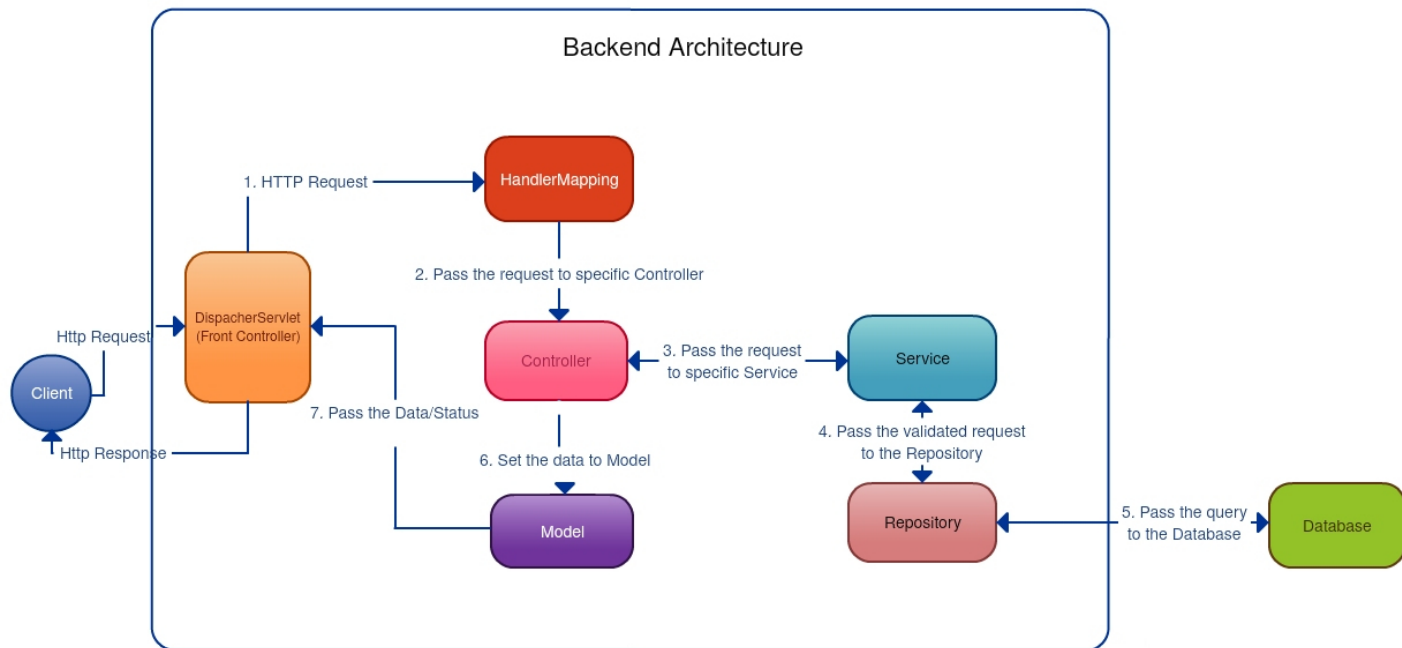 Backend Architecture
1. HTTP Request
HandlerMapping
2. Pass the request to specific Controller
DispacherServlet
(Front Controller)
Http Request
Client
Http Response
Controller
3. Pass the request
to specific Service
Service
7. Pass the Data/Status
4. Pass the validated request
to the Repository
6. Set the data to Model
Model
Repository
5. Pass the query
to the Database
Database